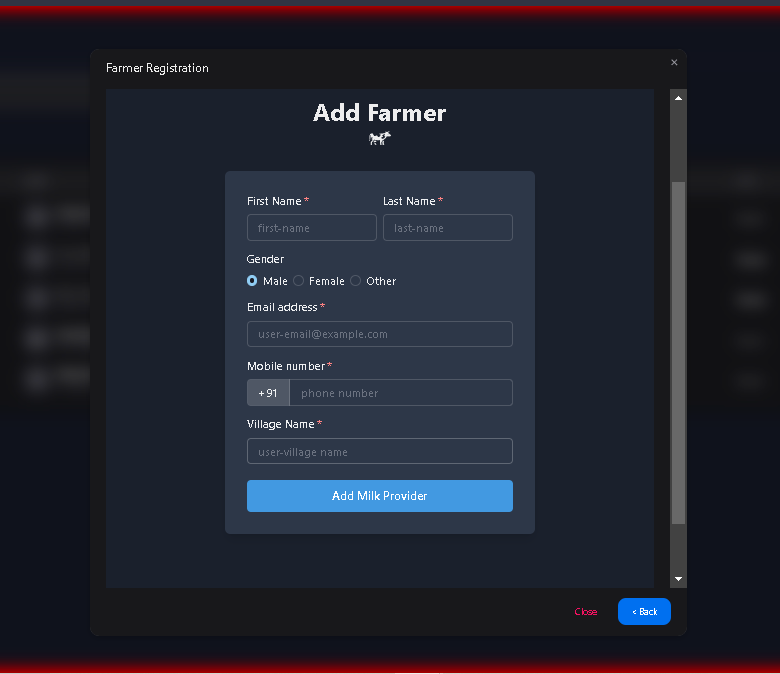 Farmer Registration
×
Add Farmer
First Name * Last Name *
first-name last-name
Gender
Male Female Other
Email address *
user-email@example.com
Mobile number *
+91 phone number
Village Name *
user-village name
Add Milk Provider
Close < Back